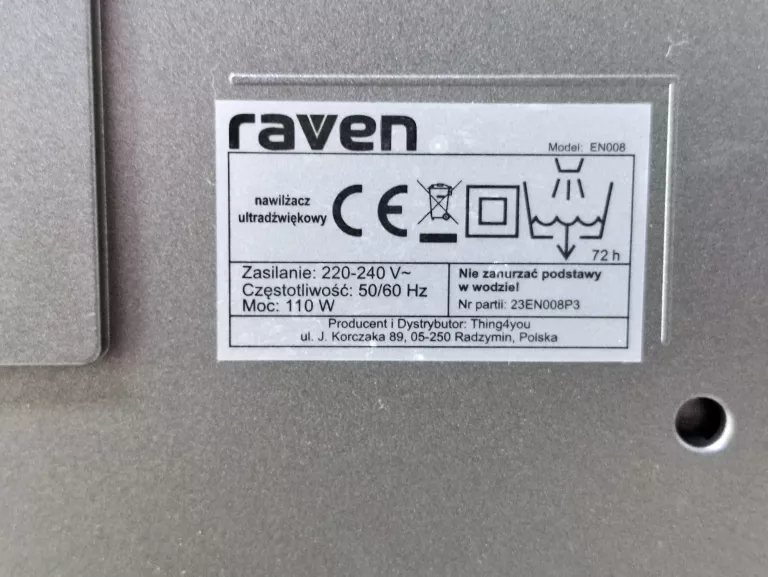 raven
Model: EN008
nawilżacz
ultradźwiękowy
CE
72 h
Zasilanie: 220-240 V~
Częstotliwość: 50/60 Hz
Moc: 110 W
Nie zanurzać podstawy
w wodzie!
Nr partii: 23EN008P3
Producent i Dystrybutor: Thing4you
ul. J. Korczaka 89, 05-250 Radzymin, Polska